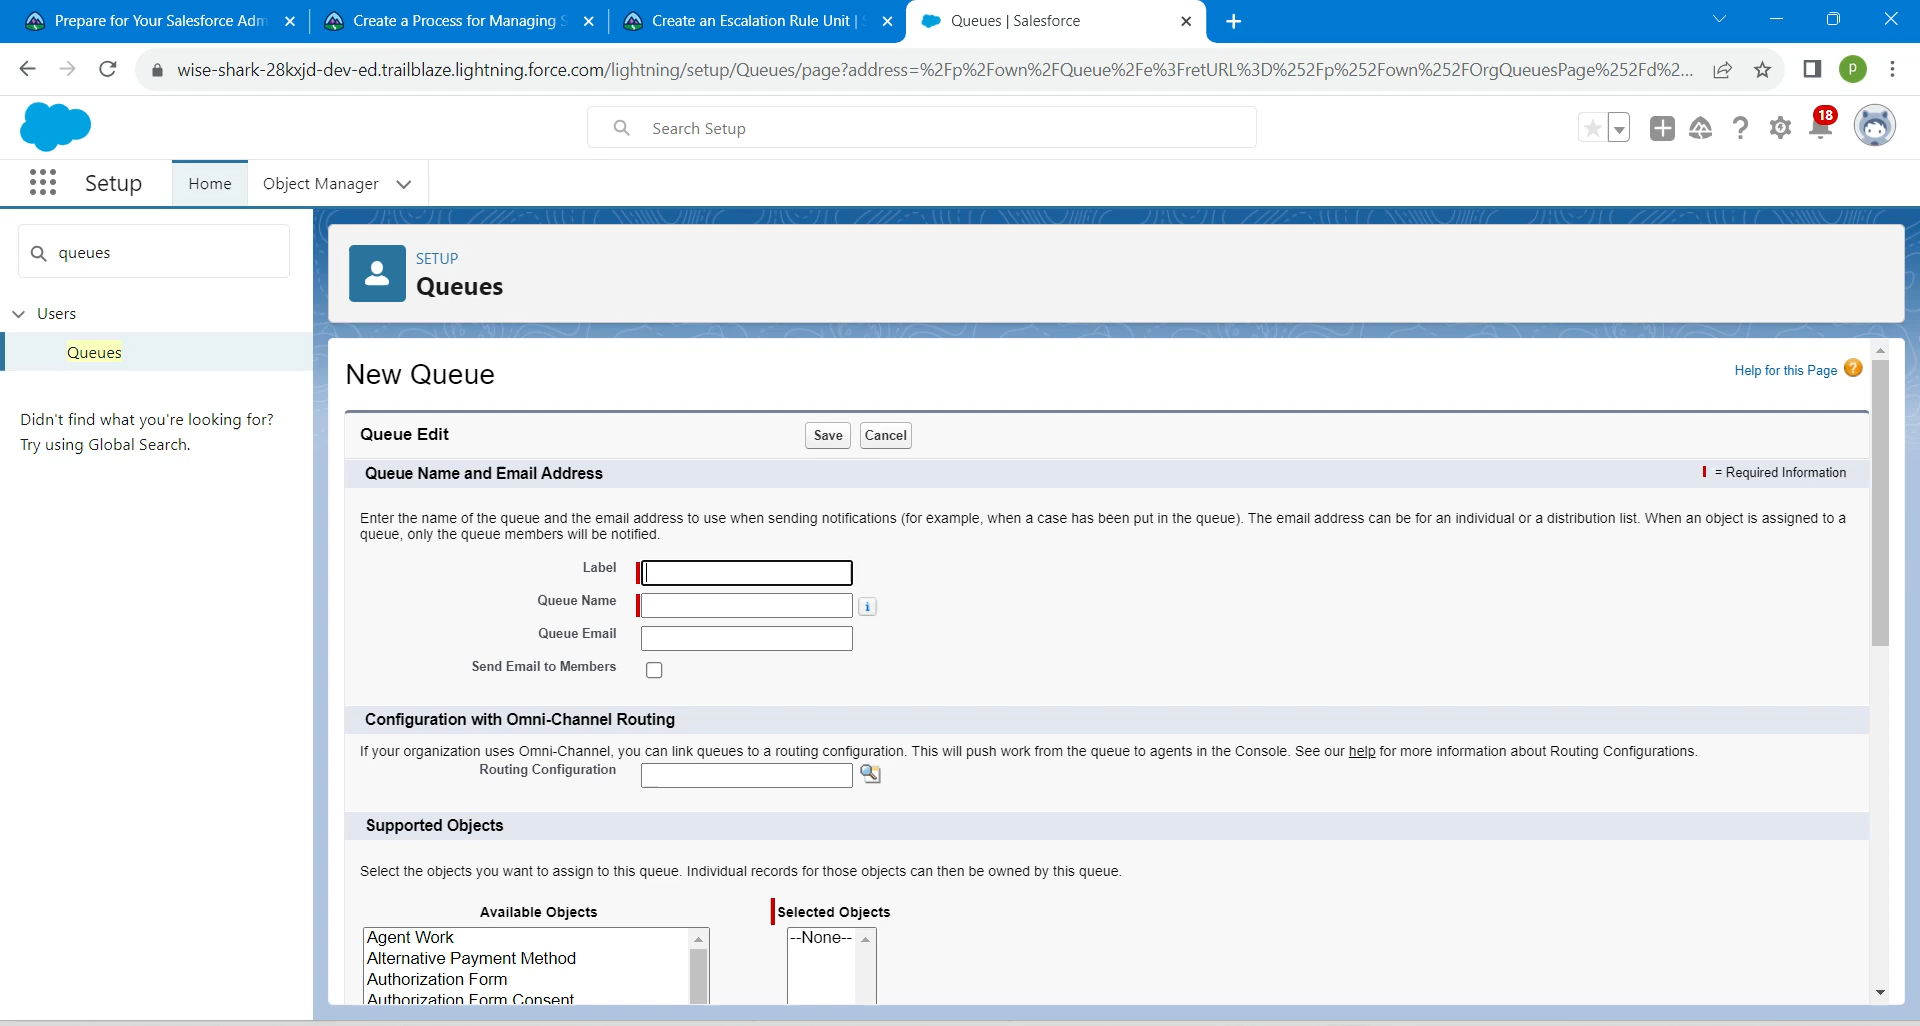 Prepare for Your Salesforce Adm
Create a Process for Managing S
Create an Escalation Rule Unit | 
Queues | Salesforce
wise-shark-28kxjd-dev-ed.trailblaze.lightning.force.com/lightning/setup/Queues/page?address=%2Fp%2Fown%2FQueue%2Fe%3FretURL%3D%252Fp%252Fown%252FOrgQueuesPage%252Fd%2...
P
Search Setup
18
Setup
Home
Object Manager
queues
Users
Queues
Didn't find what you're looking for?
Try using Global Search.
SETUP
Queues
New Queue
Help for this Page
Queue Edit
Save
Cancel
Queue Name and Email Address
= Required Information
Enter the name of the queue and the email address to use when sending notifications (for example, when a case has been put in the queue). The email address can be for an individual or a distribution list. When an object is assigned to a
queue, only the queue members will be notified.
Label
Queue Name
i
Queue Email
Send Email to Members
Configuration with Omni-Channel Routing
If your organization uses Omni-Channel, you can link queues to a routing configuration. This will push work from the queue to agents in the Console. See our help for more information about Routing Configurations.
Routing Configuration
Supported Objects
Select the objects you want to assign to this queue. Individual records for those objects can then be owned by this queue.
Available Objects
Selected Objects
Agent Work
--None--
Alternative Payment Method
Authorization Form
Authorization Form Consent